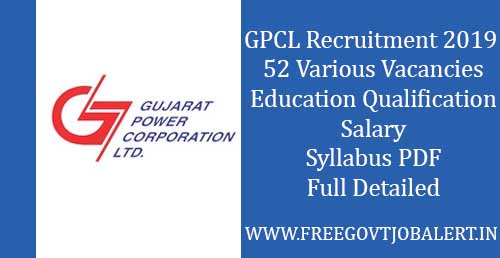 GUJARAT
POWER
CORPORATION
LTD.
GPCL Recruitment 2019
52 Various Vacancies
Education Qualification
Salary
Syllabus PDF
Full Detailed
WWW.FREEGOVTJOBALERT.IN